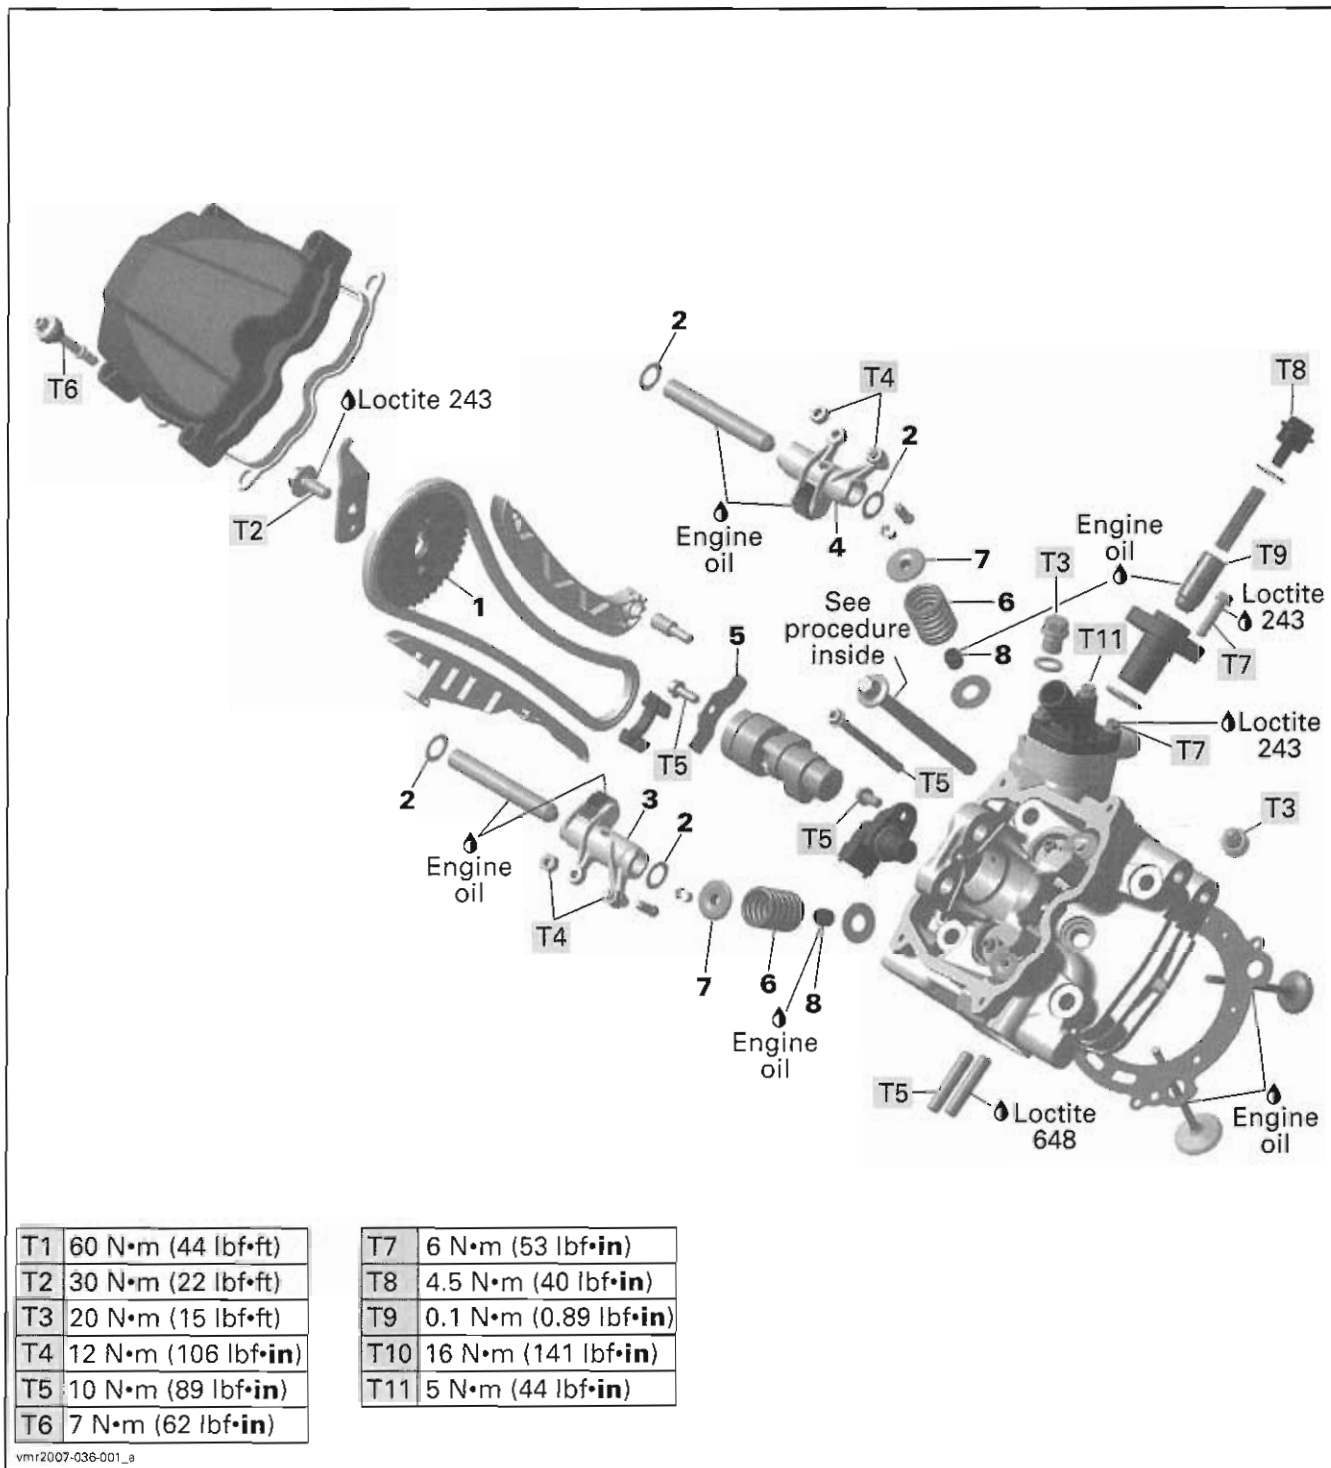 2
T4
T8
T6
Loctite 243
2
T2
Engine
oil
4
Engine
oil
T3
T9
7
1
See
procedure
inside
6
Loctite
243
5
8
T11
T7
Loctite
243
T7
T5
T5
2
3
2
T5
T3
Engine
oil
T4
7
6
8
Engine
oil
T5
Loctite
648
Engine
oil
T1 60 N•m (44 lbf•ft)
T2 30 N•m (22 lbf•ft)
T3 20 N•m (15 lbf•ft)
T4 12 N•m (106 lbf•in)
T5 10 N•m (89 lbf•in)
T6 7 N•m (62 lbf•in)
T7 6 N•m (53 lbf•in)
T8 4.5 N•m (40 lbf•in)
T9 0.1 N•m (0.89 lbf•in)
T10 16 N•m (141 lbf•in)
T11 5 N•m (44 lbf•in)
vmr2007-036-001_a